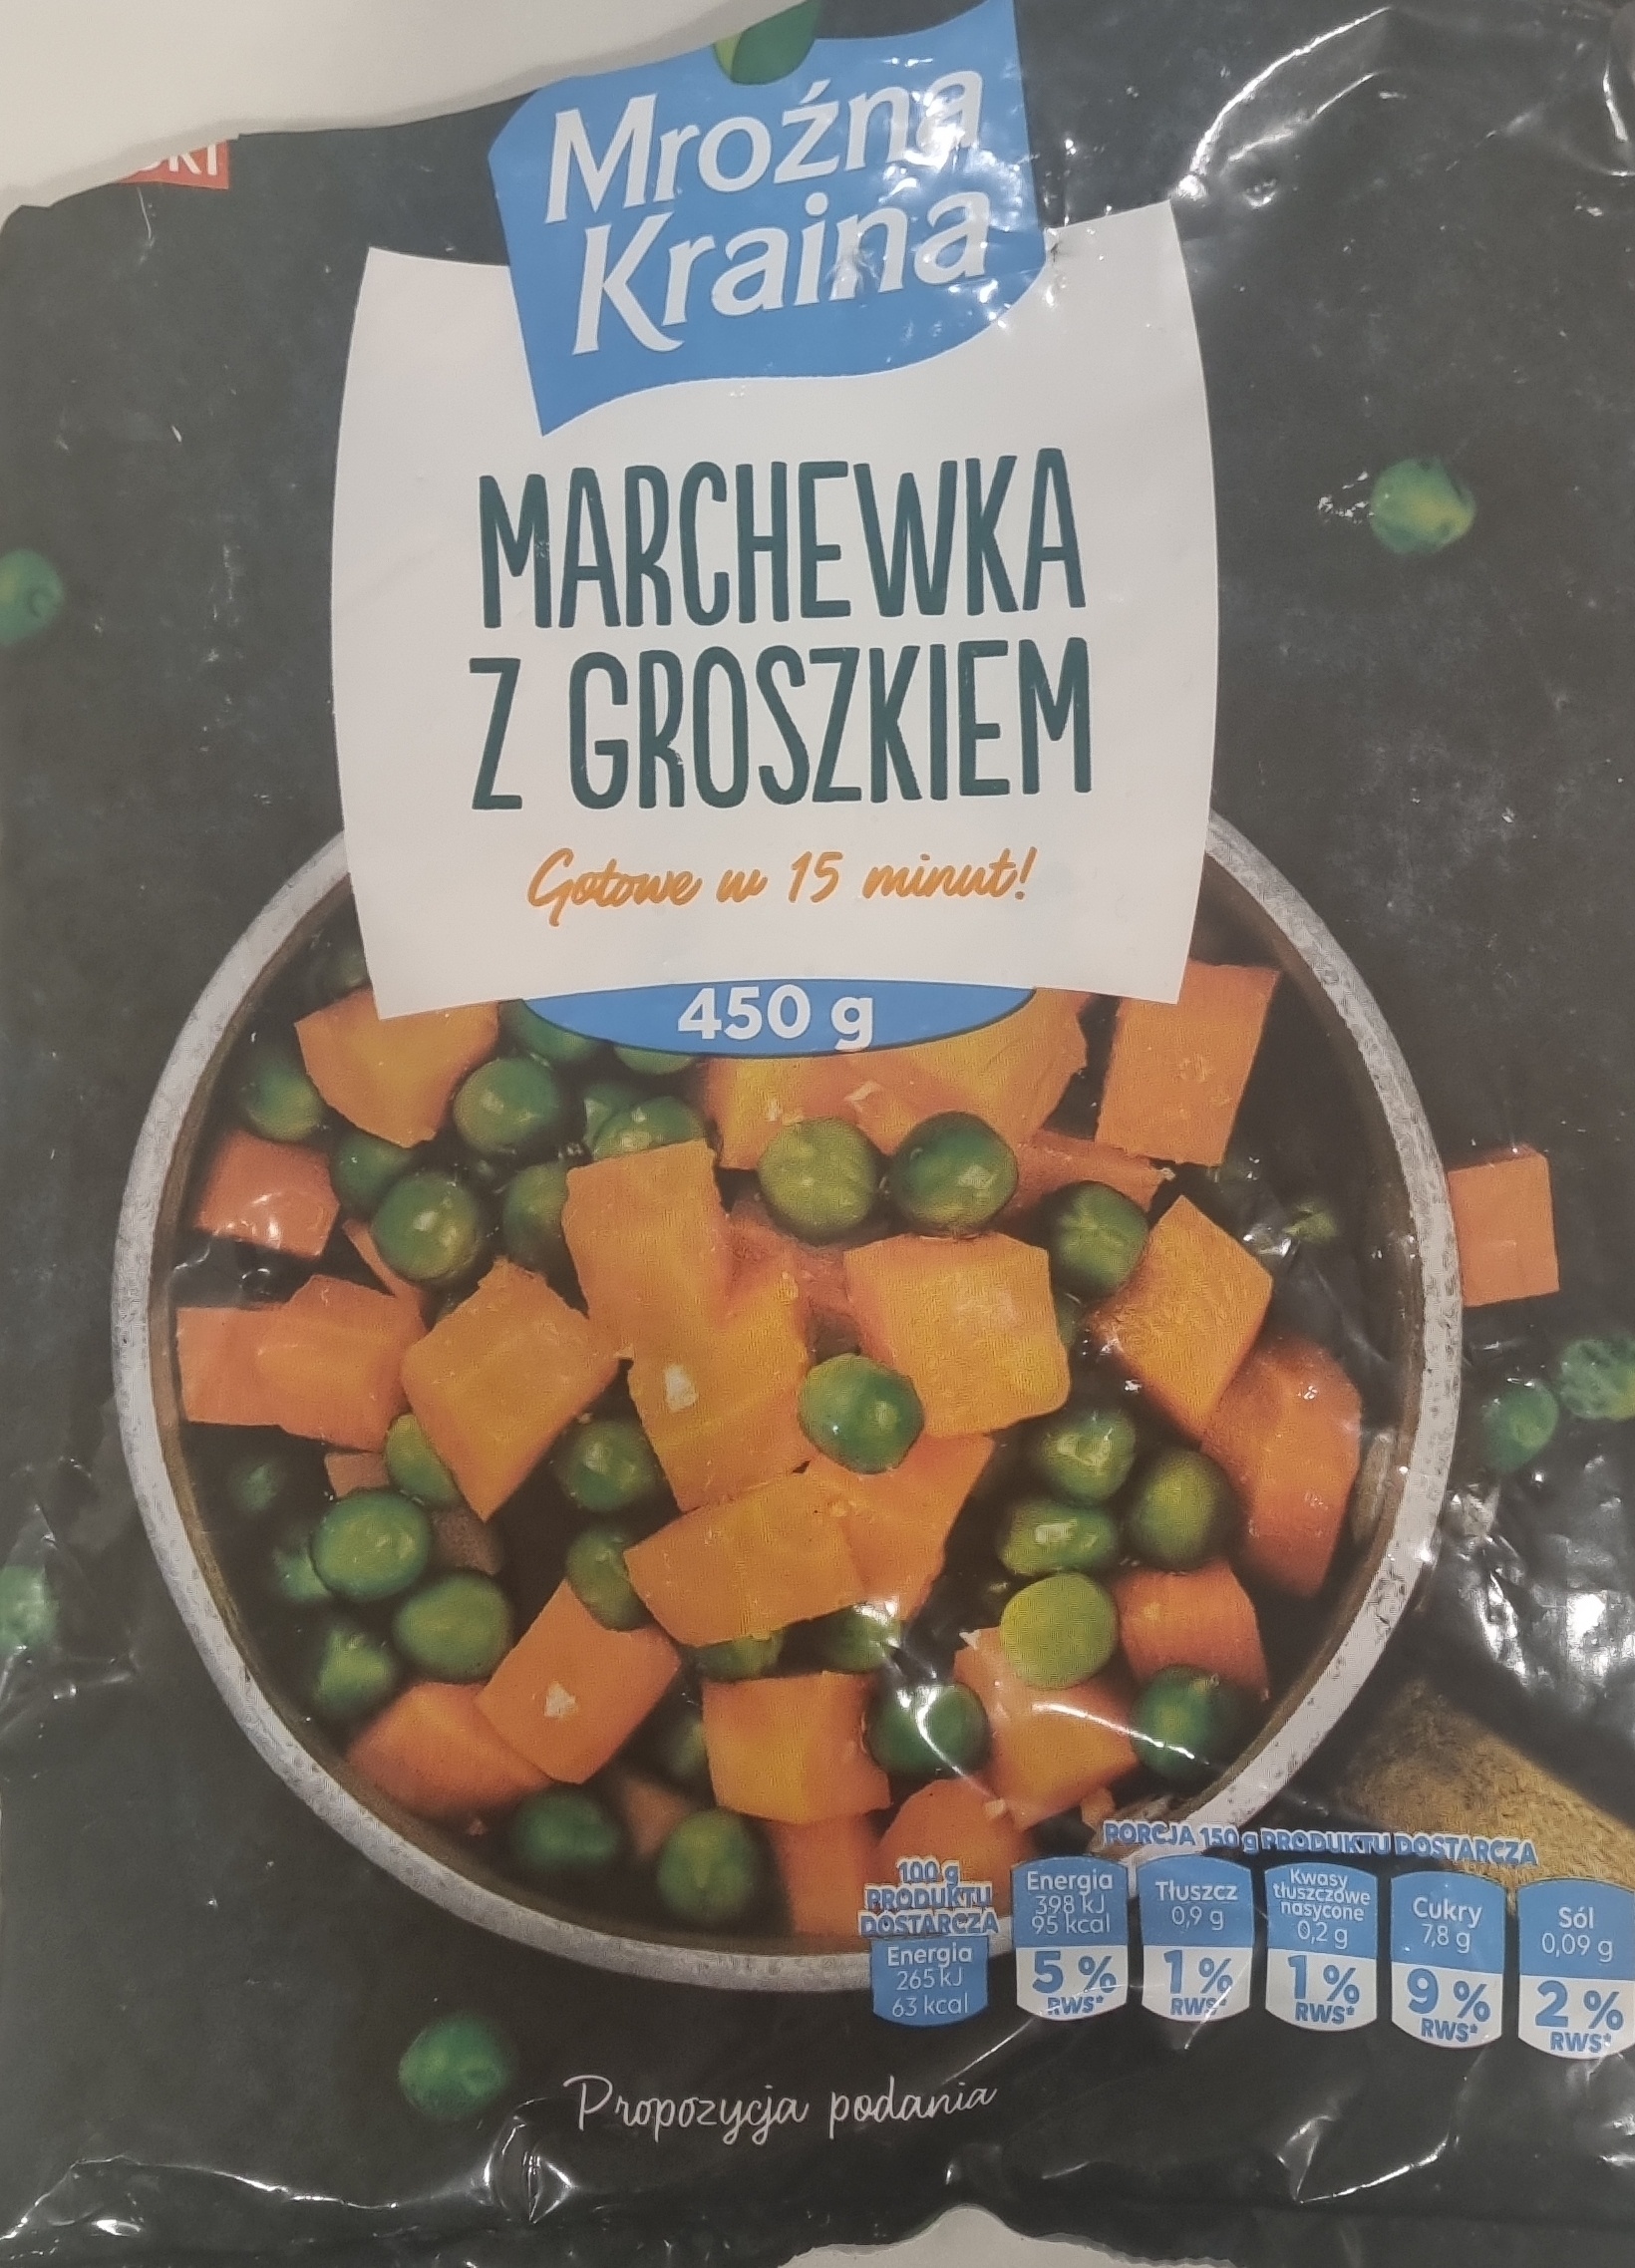 Mroźna
Kraina
MARCHEWKA
Z GROSZKIEM
Gotowe w 15 minut!
450 g
PORCJA 150 g PRODUKTU DOSTARCZA
100 g
PRODUKTU
DOSTARCZA
Energia
265 kJ
63 kcal
Energia
398 kJ
95 kcal
5 %
RWS*
Tłuszcz
0,9 g
1 %
RWS*
Kwasy
tłuszczowe
nasycone
0,2 g
1 %
RWS*
Cukry
7,8 g
9 %
RWS*
Sól
0,09 g
2 %
RWS*
Propozycja podania